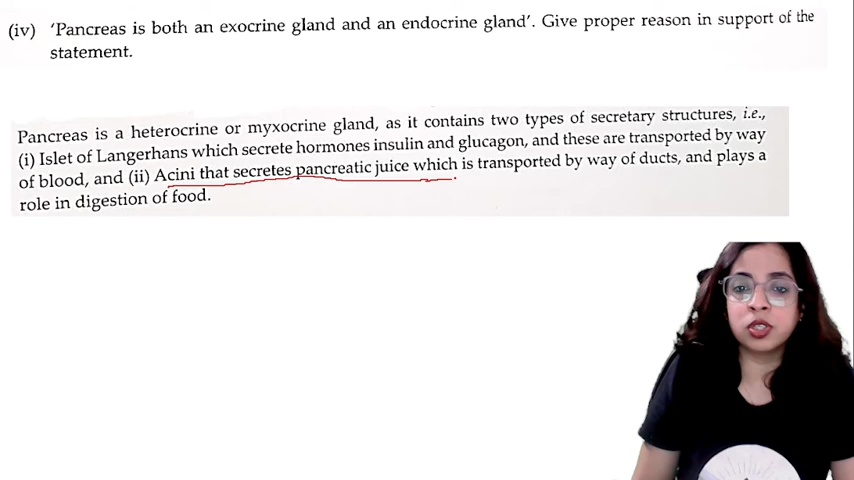 (iv) 'Pancreas is both an exocrine gland and an endocrine gland'. Give proper reason in support of the
statement.
Pancreas is a heterocrine or myxocrine gland, as it contains two types of secretary structures, i.e.,
(i) Islet of Langerhans which secrete hormones insulin and glucagon, and these are transported by way
of blood, and (ii) Acini that secretes pancreatic juice which is transported by way of ducts, and plays a
role in digestion of food.